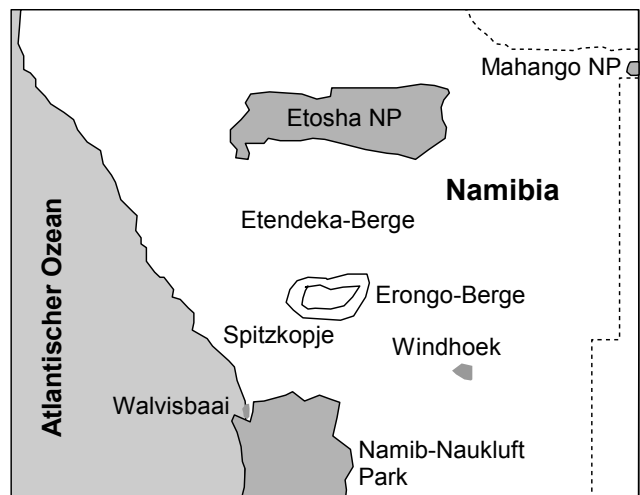 Mahango NP
Etosha NP
Namibia
Etendeka-Berge
Atlantischer Ozean
Erongo-Berge
Spitzkopje
Windhoek
Walvisbaai
Namib-Naukluft
Park